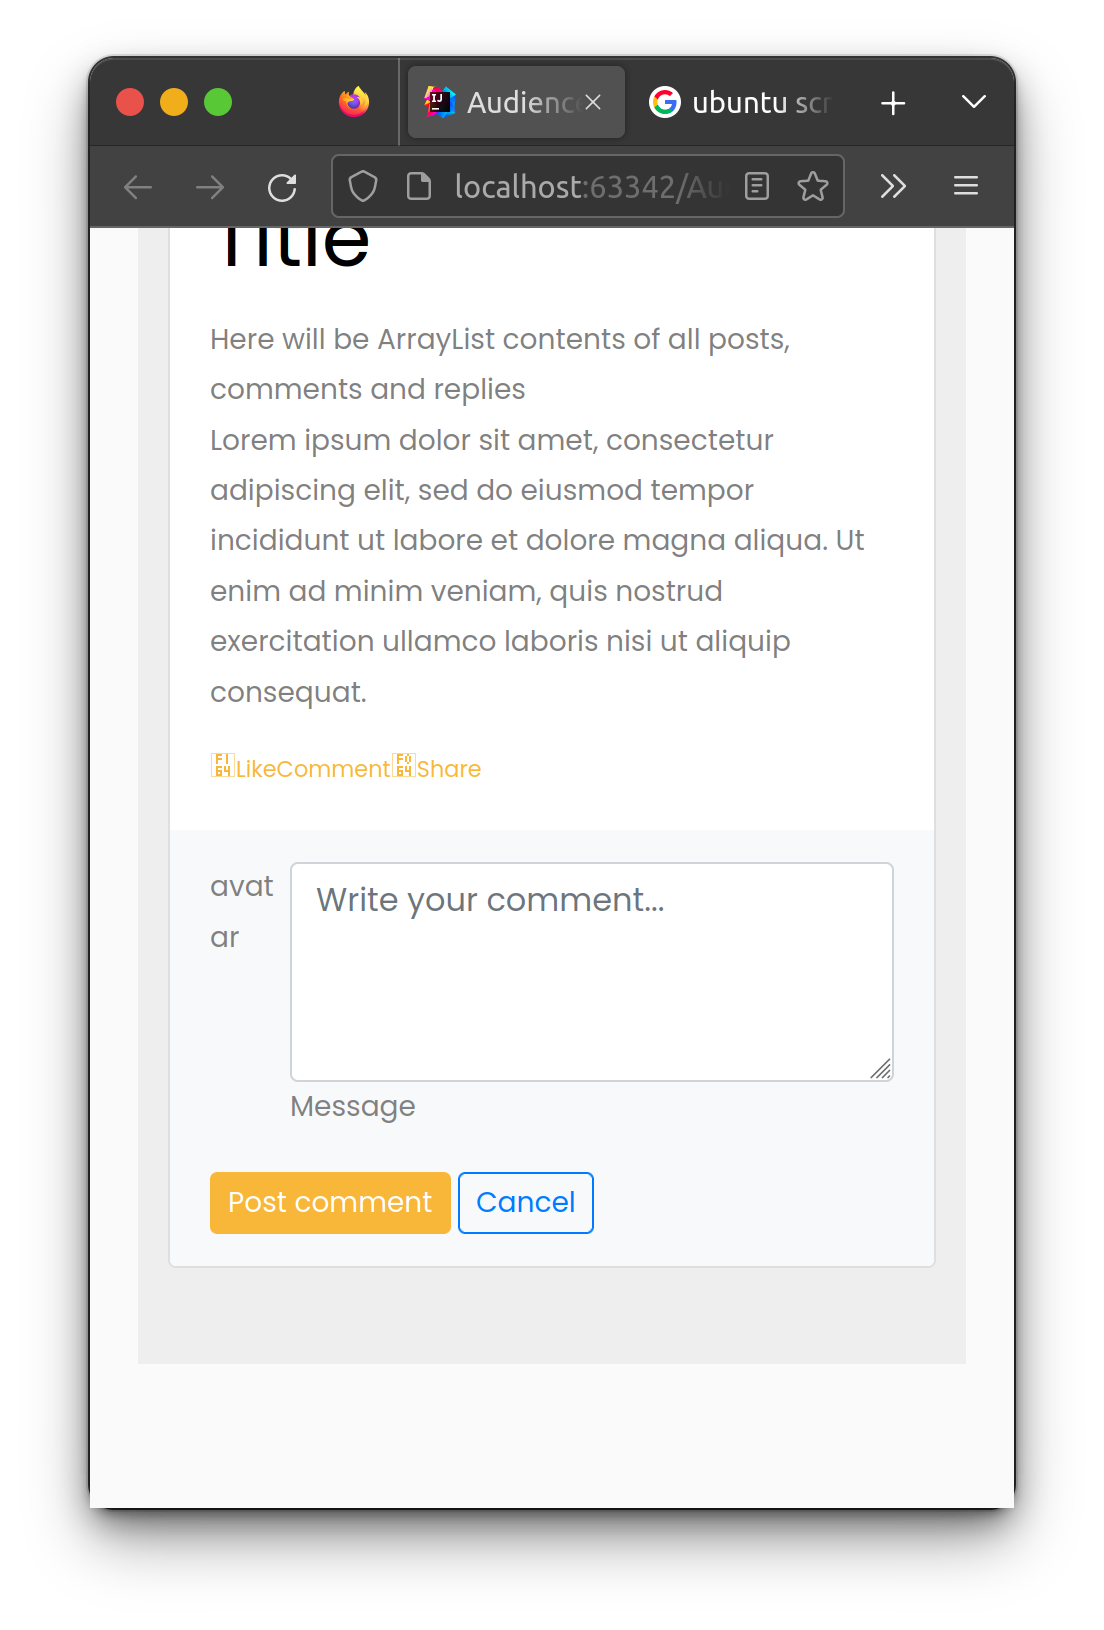 Audienc
ubuntu scr
localhost:63342/Au
Title
Here will be ArrayList contents of all posts,
comments and replies
Lorem ipsum dolor sit amet, consectetur
adipiscing elit, sed do eiusmod tempor
incididunt ut labore et dolore magna aliqua. Ut
enim ad minim veniam, quis nostrud
exercitation ullamco laboris nisi ut aliquip
consequat.
LikeCommentShare
avat
ar
Write your comment...
Message
Post comment Cancel